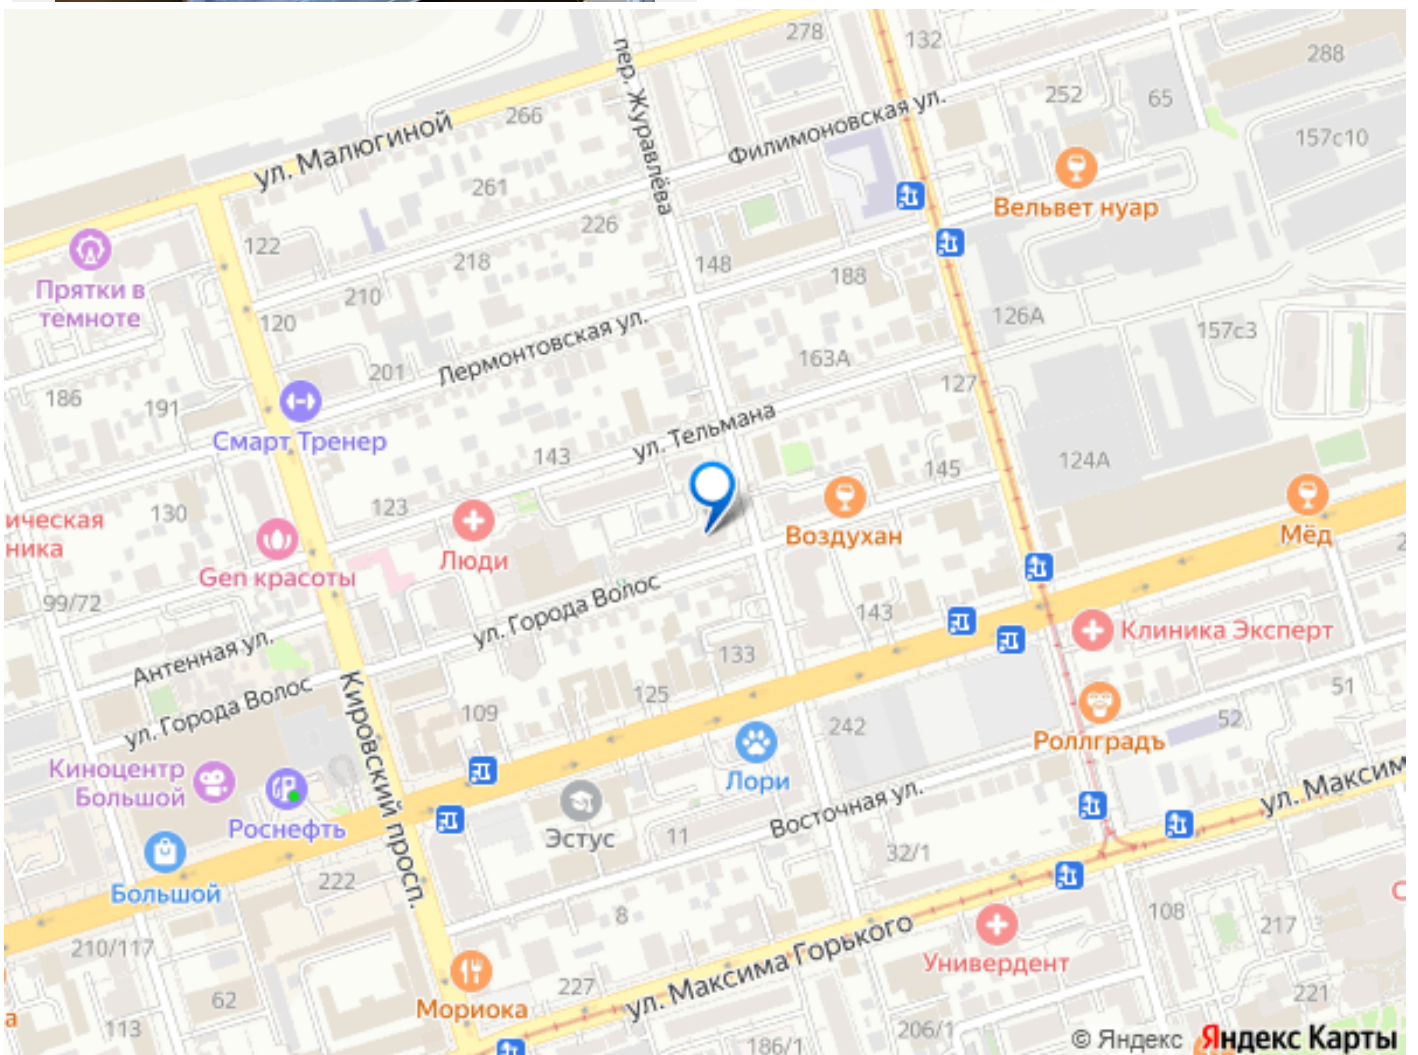 278
132
288
пер. Журавлёва
252
65
266
ул. Малюгиной
Филимоновская ул.
157с10
261
Вельвет нуар
226
122
218
148
188
Прятки в
темноте
210
120
126А
157с3
Лермонтовская ул.
163А
201
127
186
191
Смарт Тренер
ул. Тельмана
143
145
124А
123
130
ическая
ника
Воздухан
Мёд
2
Люди
Gen красоты
99/72
ул. Города Волос
143
Клиника Эксперт
Антенная ул.
133
ул. Города Волос
125
51
Кировский просп.
109
242
52
Роллградъ
Киноцентр
Большой
Лори
ул. Максим
Роснефть
Эстус
11
Восточная ул.
32/1
Большой
222
С
8
108
217
210/117
ул. Максима Горького
Универдент
62
Мориока
227
221
а
113
206/1
186/1
© Яндекс Яндекс Карты